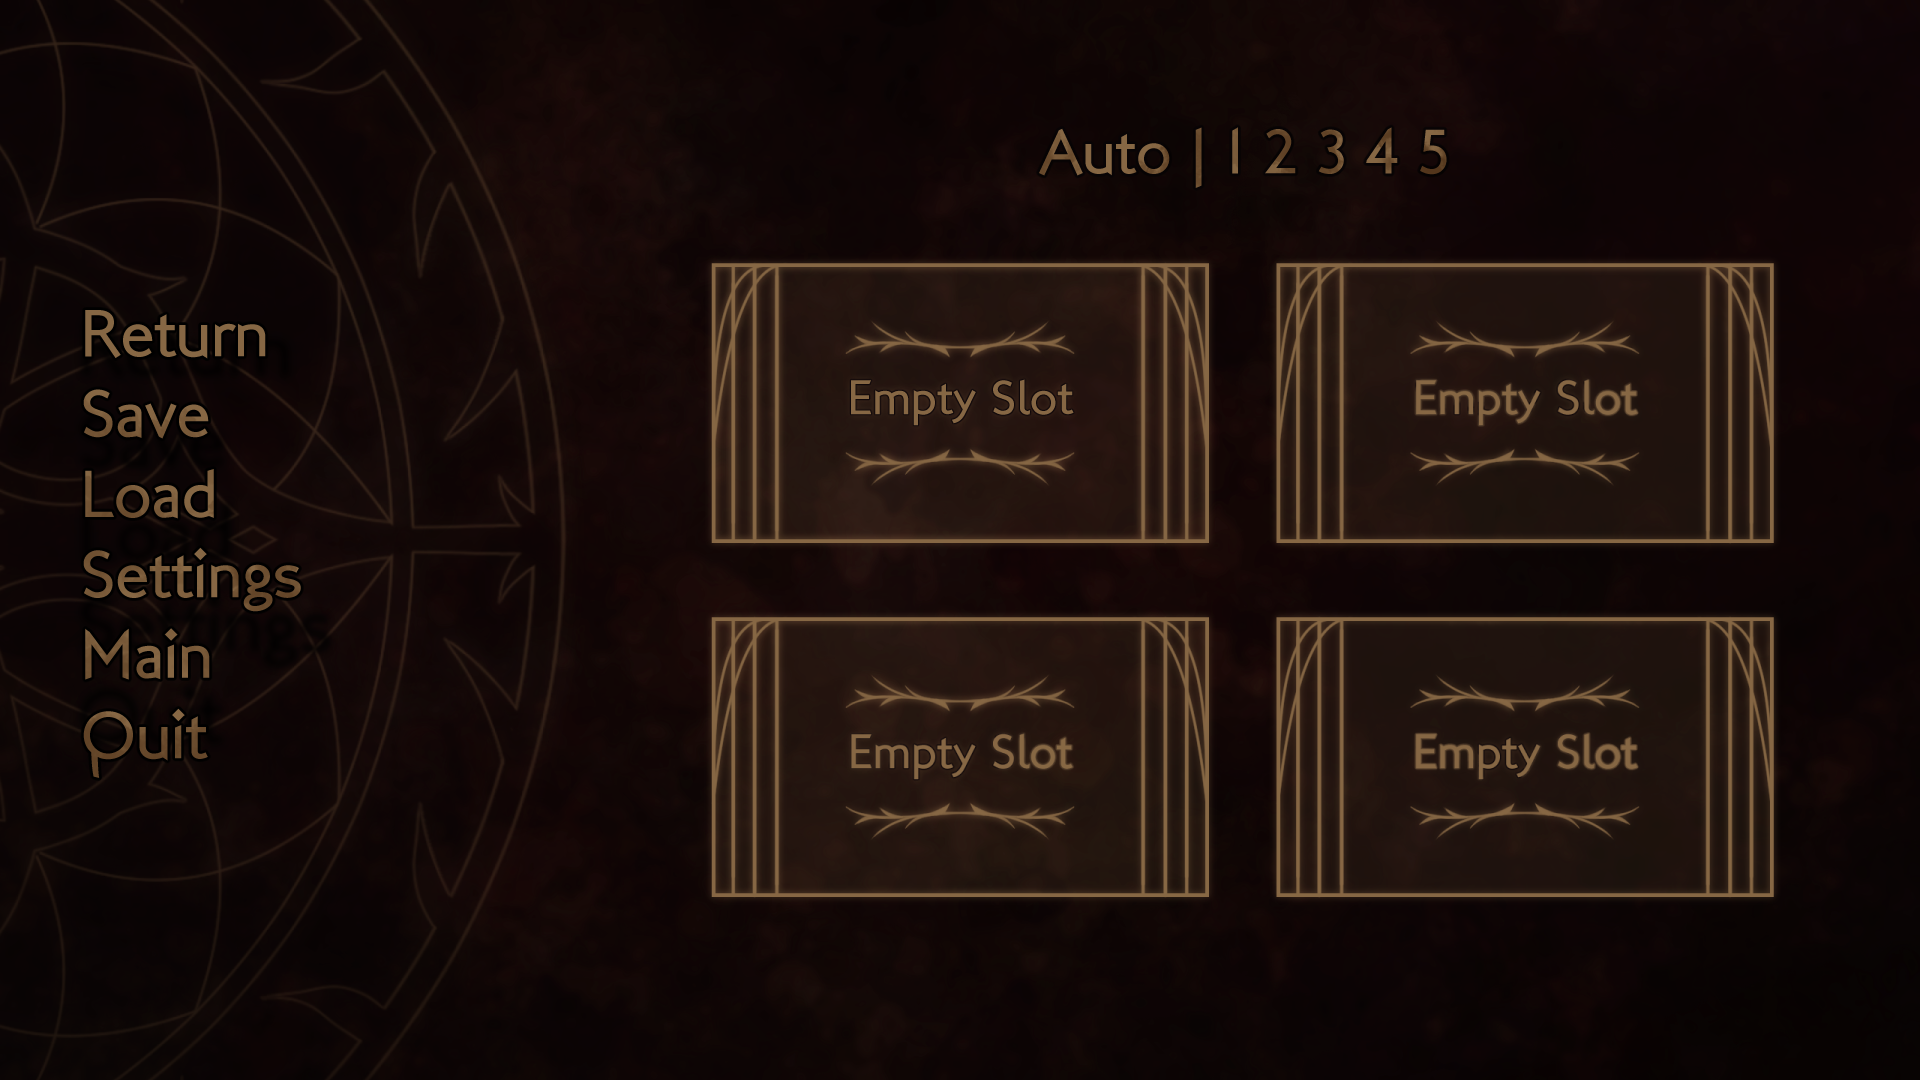 Auto | 1 2 3 4 5
Return
Save
Load
Settings
Main
Quit
Empty Slot
Empty Slot
Empty Slot
Empty Slot